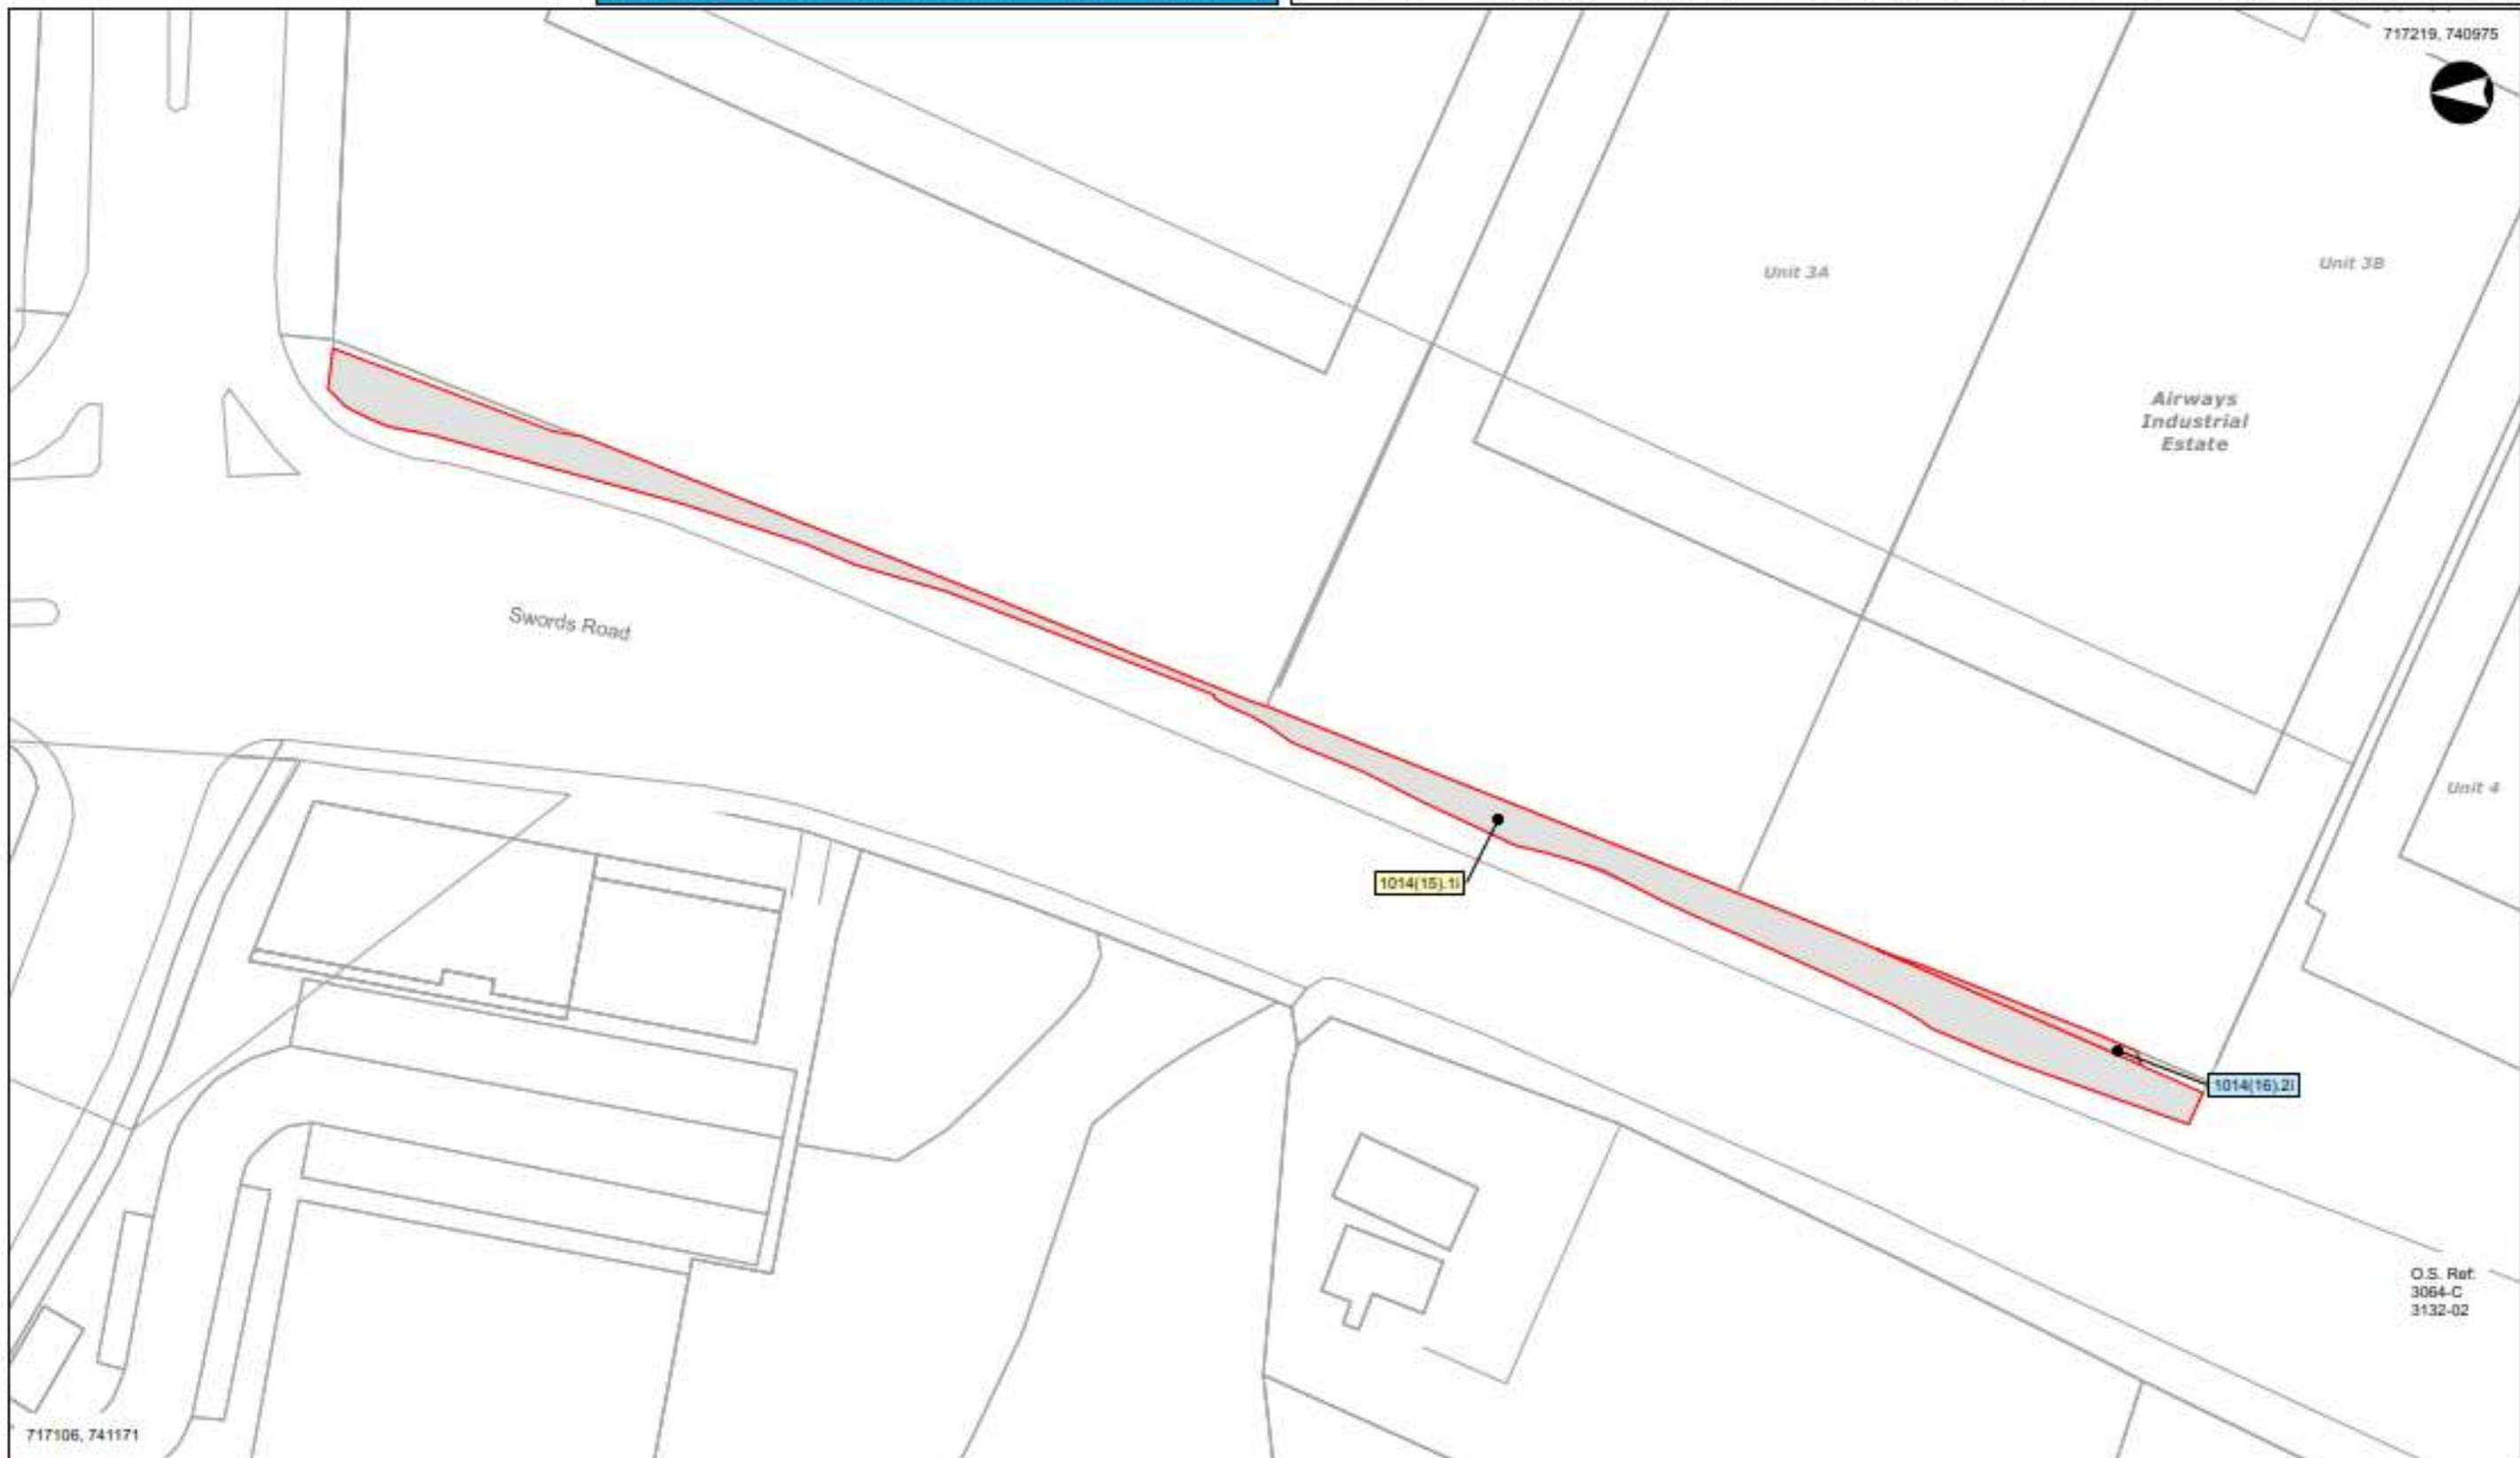 717219, 740975
Unit 3A
Unit 3B
Airways
Industrial
Estate
Swords Road
Unit 4
1014(15).1i
1014(16).2i
O.S. Ref:
3064-C
3132-02
717106, 741171